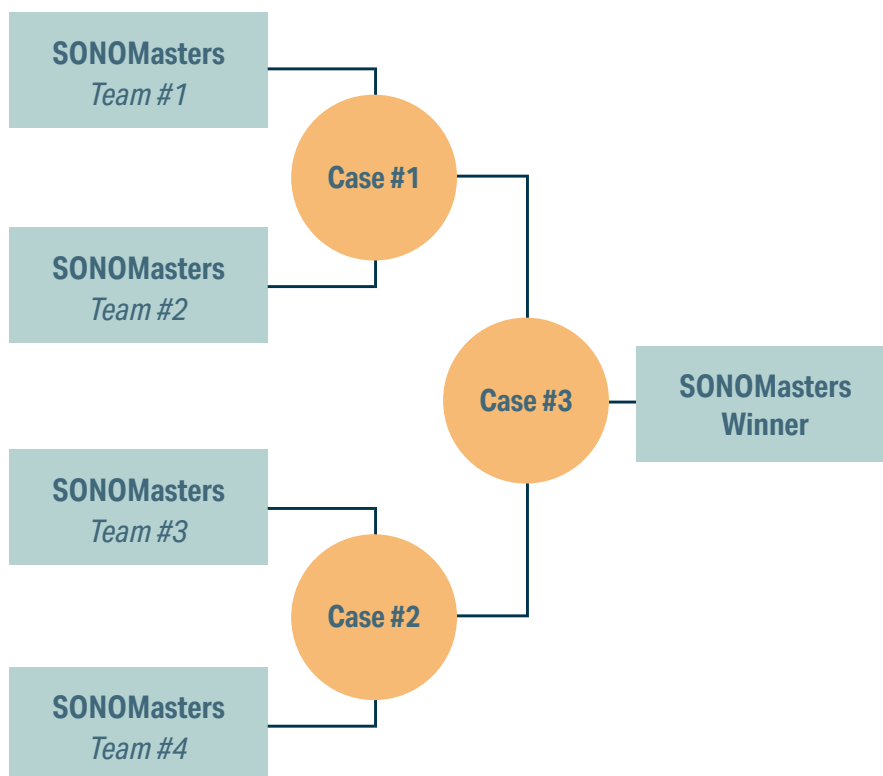 SONOMasters
Team #1
Case #1
SONOMasters
Team #2
Case #3
SONOMasters
Winner
SONOMasters
Team #3
Case #2
SONOMasters
Team #4